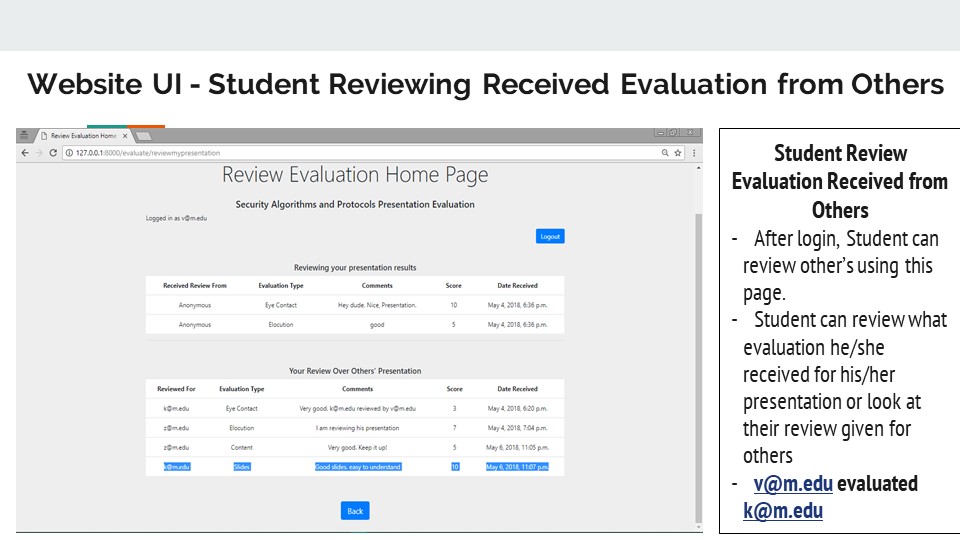 Website UI - Student Reviewing Received Evaluation from Others
Review Evaluation Home
127.0.0.1:8000/evaluate/reviewmypresentation
Review Evaluation Home Page
Security Algorithms and Protocols Presentation Evaluation
Logged in as v@m.edu
Logout
Reviewing your presentation results
Received Review From Evaluation Type Comments Score Date Received
Anonymous Eye Contact Hey dude. Nice, Presentation. 10 May 4, 2018, 6:36 p.m.
Anonymous Elocution good 5 May 4, 2018, 6:36 p.m.
Your Review Over Others' Presentation
Reviewed For Evaluation Type Comments Score Date Received
k@m.edu Eye Contact Very good. k@m.edu reviewed by v@m.edu 3 May 4, 2018, 6:20 p.m.
z@m.edu Elocution I am reviewing his presentation 7 May 4, 2018, 7:04 p.m.
z@m.edu Content Very good. Keep it up! 5 May 6, 2018, 11:05 p.m.
k@m.edu Slides Good slides. easy to understand 10 May 6, 2018, 11:07 p.m.
Back
Student Review
Evaluation Received from
Others
- After login, Student can
review other's using this
page.
- Student can review what
evaluation he/she
received for his/her
presentation or look at
their review given for
others
- v@m.edu evaluated
k@m.edu